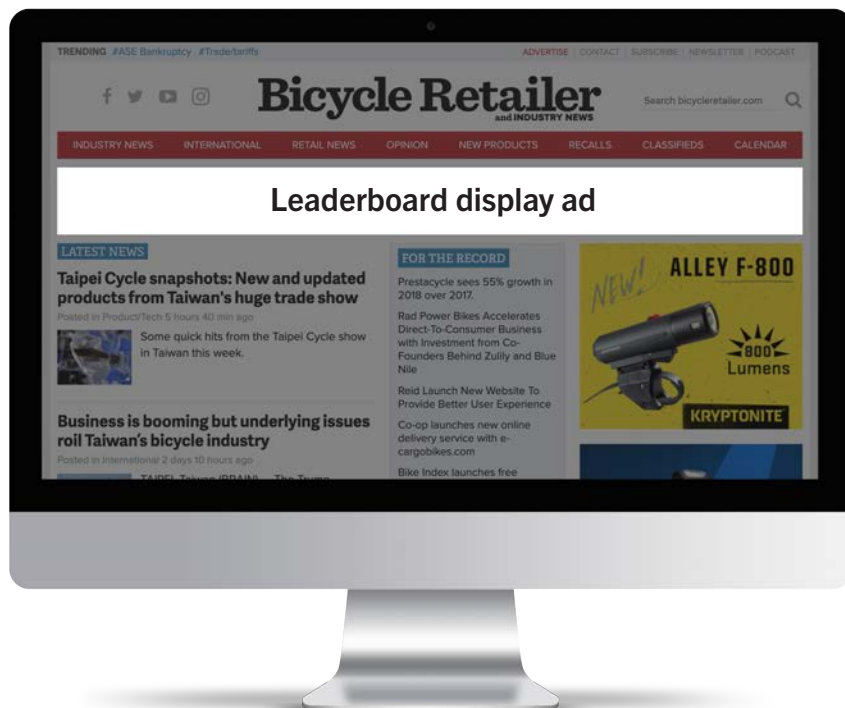 TRENDING #ASE Bankruptcy #Trade/tariffs
ADVERTISE | CONTACT | SUBSCRIBE | NEWSLETTER | PODCAST
Bicycle Retailer
and INDUSTRY NEWS
Search bicycleretailer.com
INDUSTRY NEWS INTERNATIONAL RETAIL NEWS OPINION NEW PRODUCTS RECALLS CLASSIFIEDS CALENDAR
Leaderboard display ad
LATEST NEWS
Taipei Cycle snapshots: New and updated
products from Taiwan's huge trade show
Posted in Product/Tech 5 hours 40 min ago
Some quick hits from the Taipei Cycle show
in Taiwan this week.
Business is booming but underlying issues
roil Taiwan's bicycle industry
Posted in International 2 days 10 hours ago
TAIPEI, Taiwan (BRAIN) — The Trump
FOR THE RECORD
Prestacycle sees 55% growth in
2018 over 2017.
Rad Power Bikes Accelerates
Direct-To-Consumer Business
with Investment from Co-
Founders Behind Zulily and Blue
Nile
Reid Launch New Website To
Provide Better User Experience
Co-op launches new online
delivery service with e-
cargobikes.com
Bike Index launches free
NEW!
ALLEY F-800
800
Lumens
KRYPTONITE